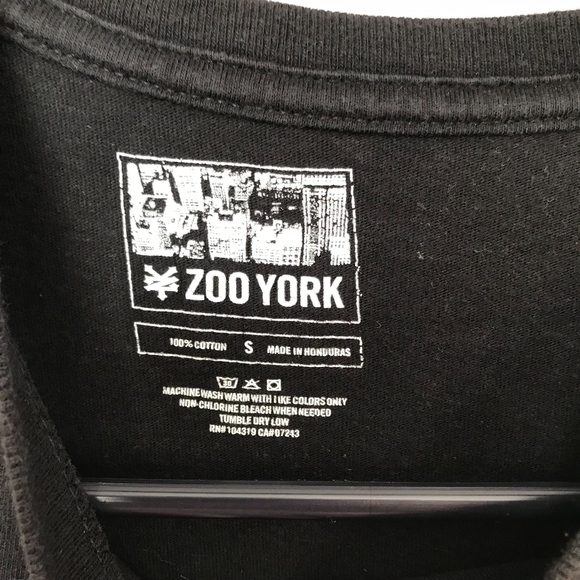 ZOO YORK
100% COTTON S MADE IN HONDURAS
30
MACHINE WASH WARM WITH LIKE COLORS ONLY
NON-CHLORINE BLEACH WHEN NEEDED
TUMBLE DRY LOW
RN#104319 CA#07243